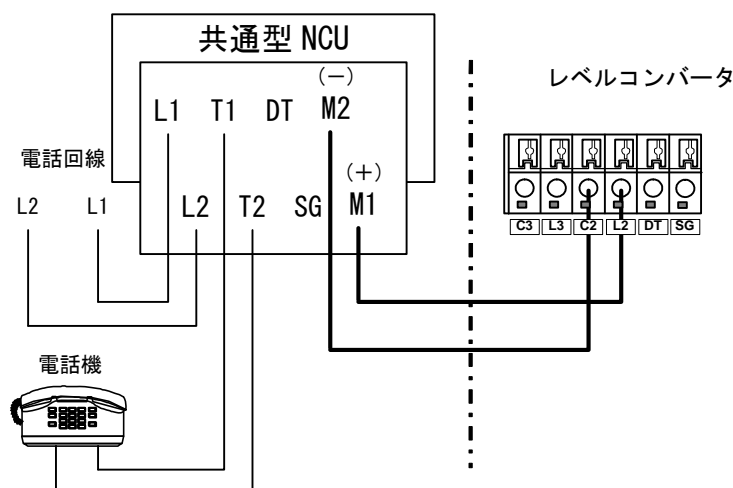 共通型 NCU
レベルコンバータ
(－)
L1 T1 DT M2
電話回線
(＋)
L2 L1 L2 T2 SG M1
C3 L3 C2 L2 DT SG
電話機